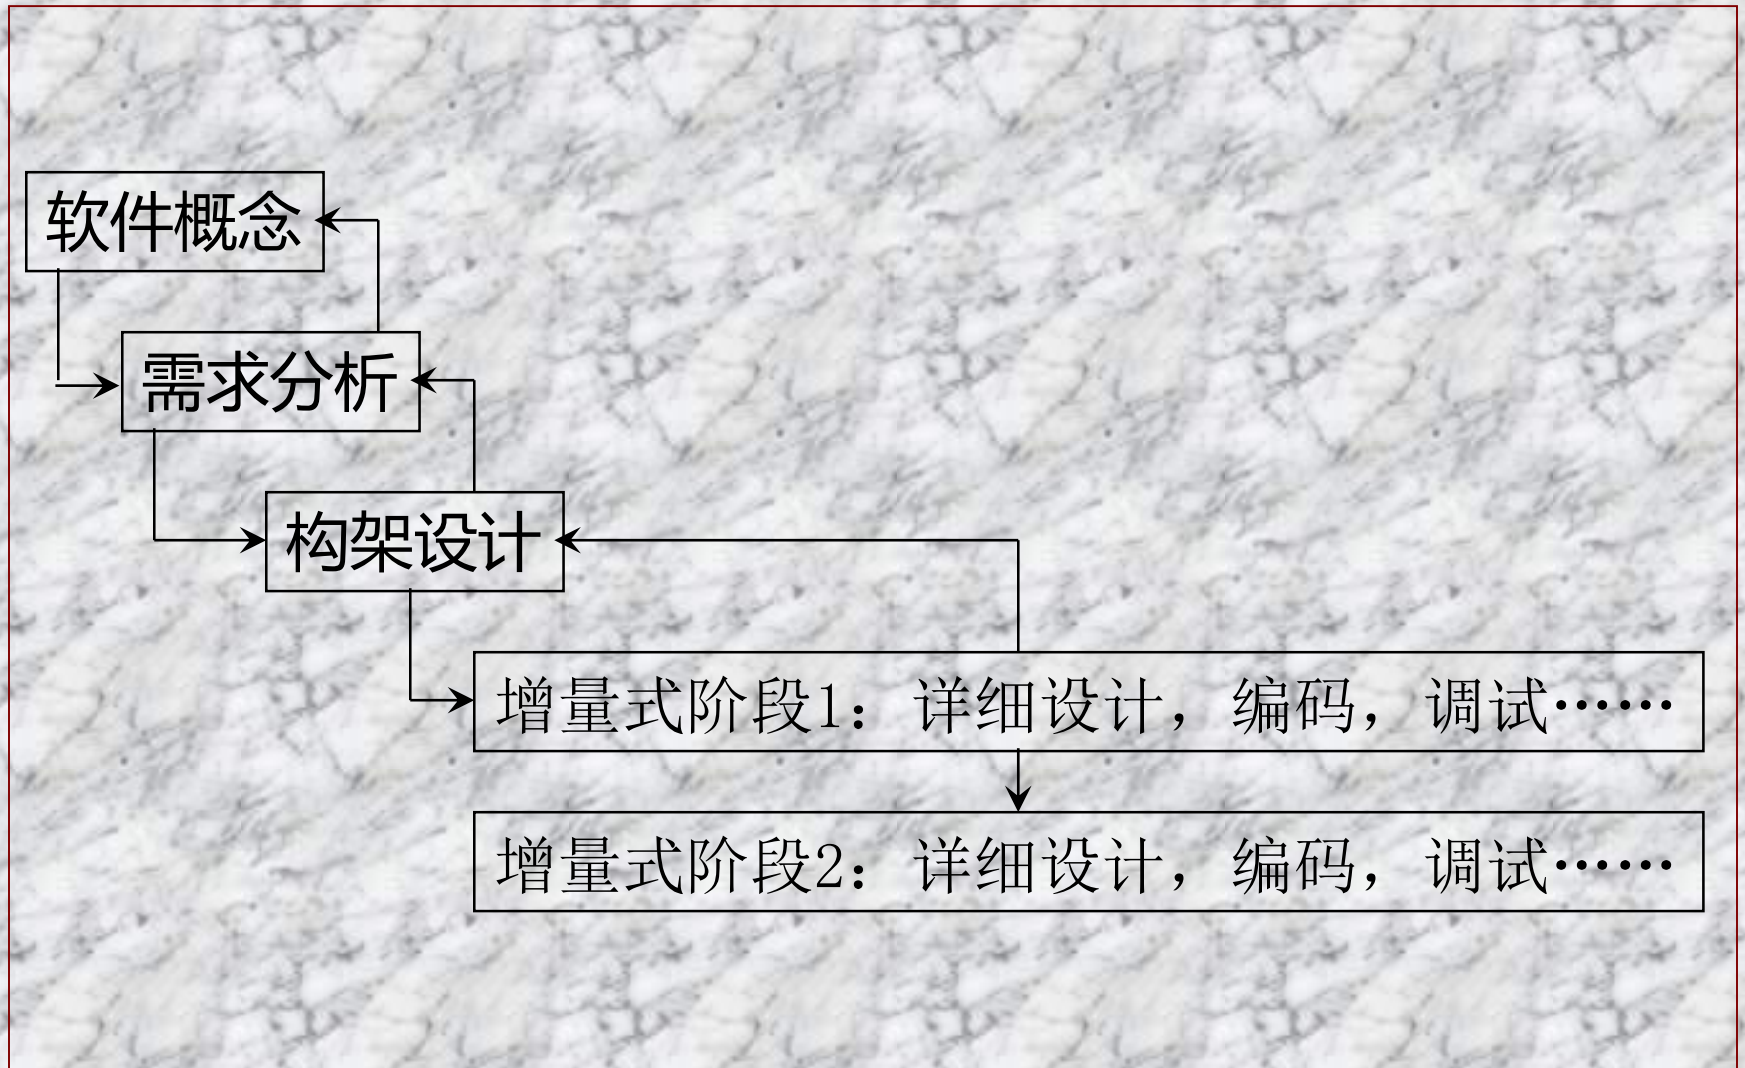 软件概念
需求分析
构架设计
增量式阶段1：详细设计，编码，调试……
增量式阶段2：详细设计，编码，调试……